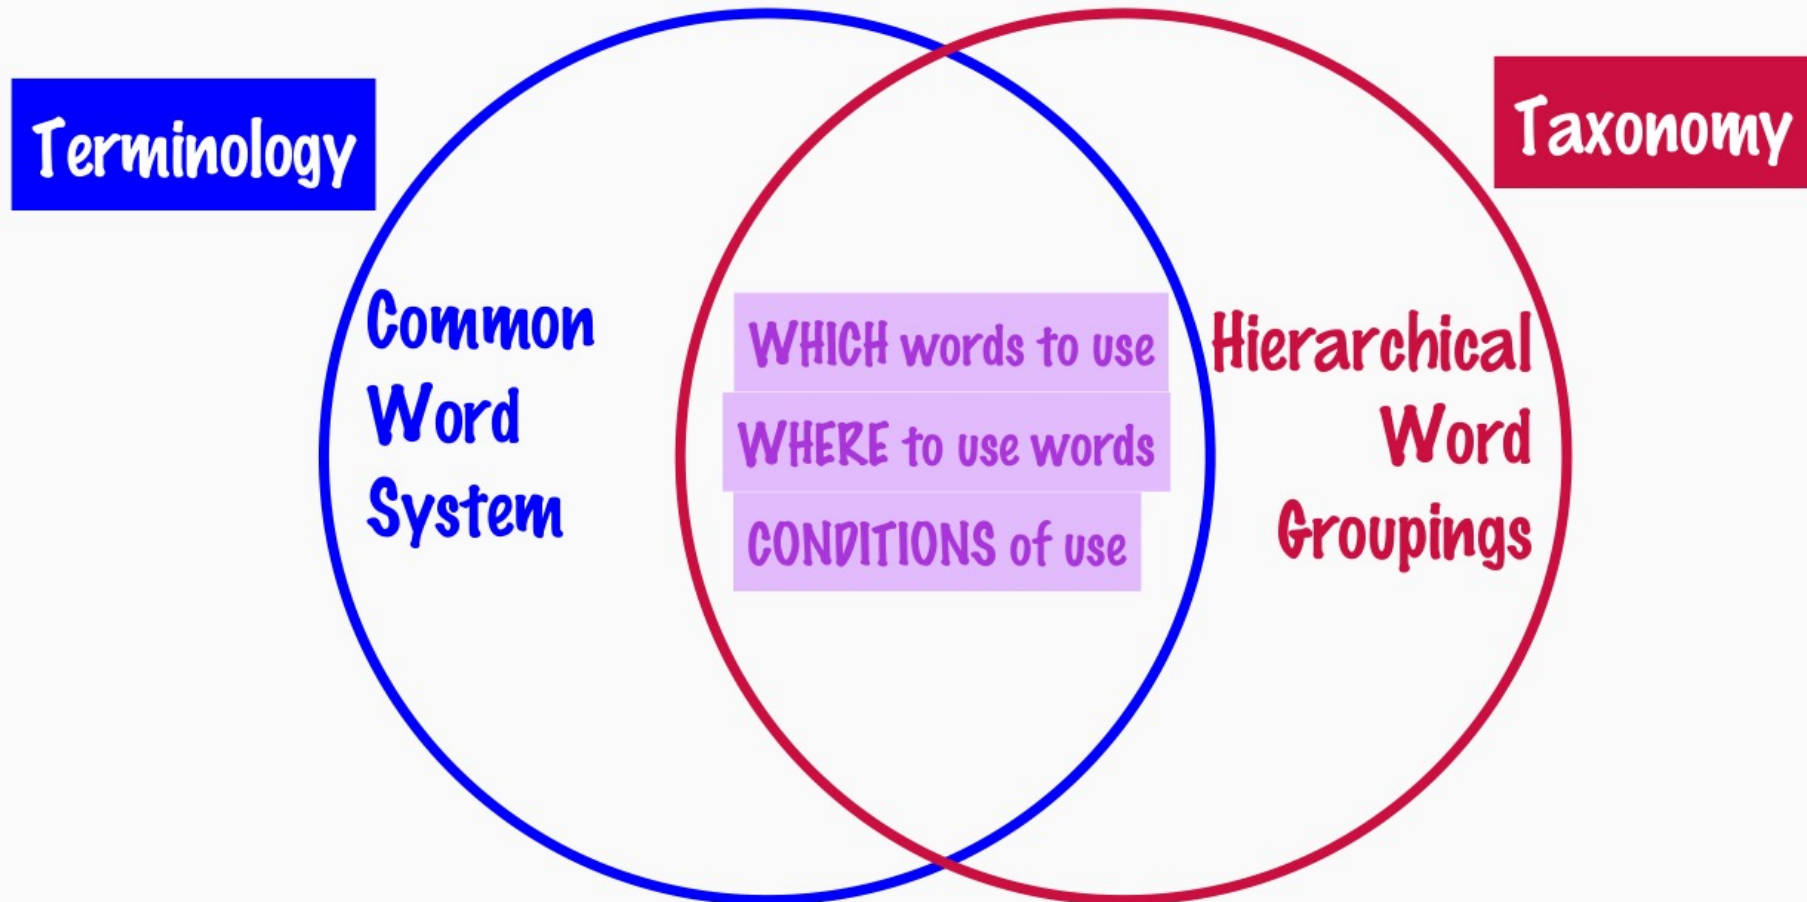 Terminology
Taxonomy
Common
Word
System
WHICH words to use
WHERE to use words
CONDITIONS of use
Hierarchical
Word
Groupings